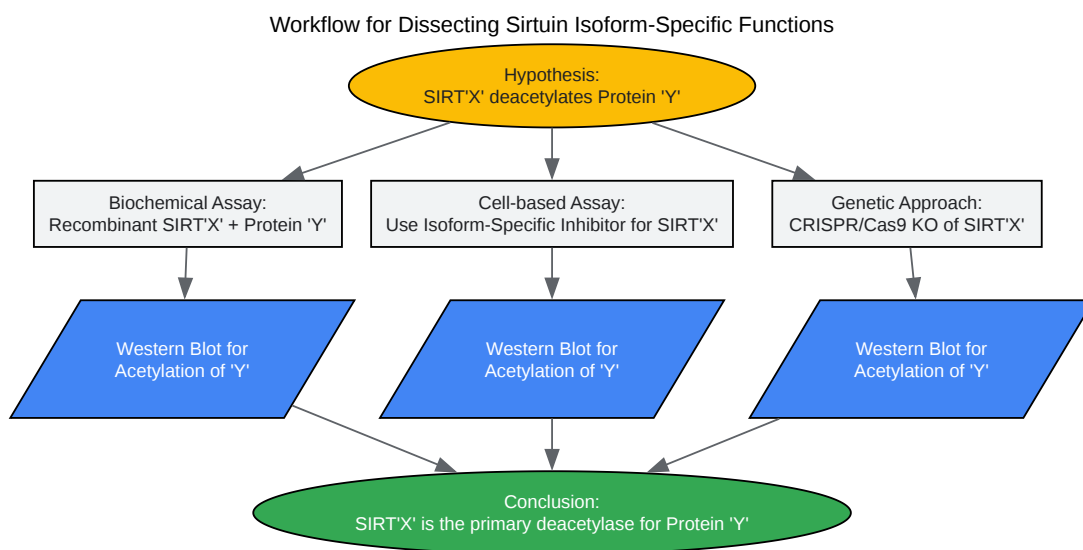 Workflow for Dissecting Sirtuin Isoform-Specific Functions
Hypothesis:
SIRT'X' deacetylates Protein 'Y'
Biochemical Assay:
Recombinant SIRT'X' + Protein 'Y'
Cell-based Assay:
Use Isoform-Specific Inhibitor for SIRT'X'
Genetic Approach:
CRISPR/Cas9 KO of SIRT'X'
Western Blot for
Acetylation of 'Y'
Western Blot for
Acetylation of 'Y'
Western Blot for
Acetylation of 'Y'
Conclusion:
SIRT'X' is the primary deacetylase for Protein 'Y'